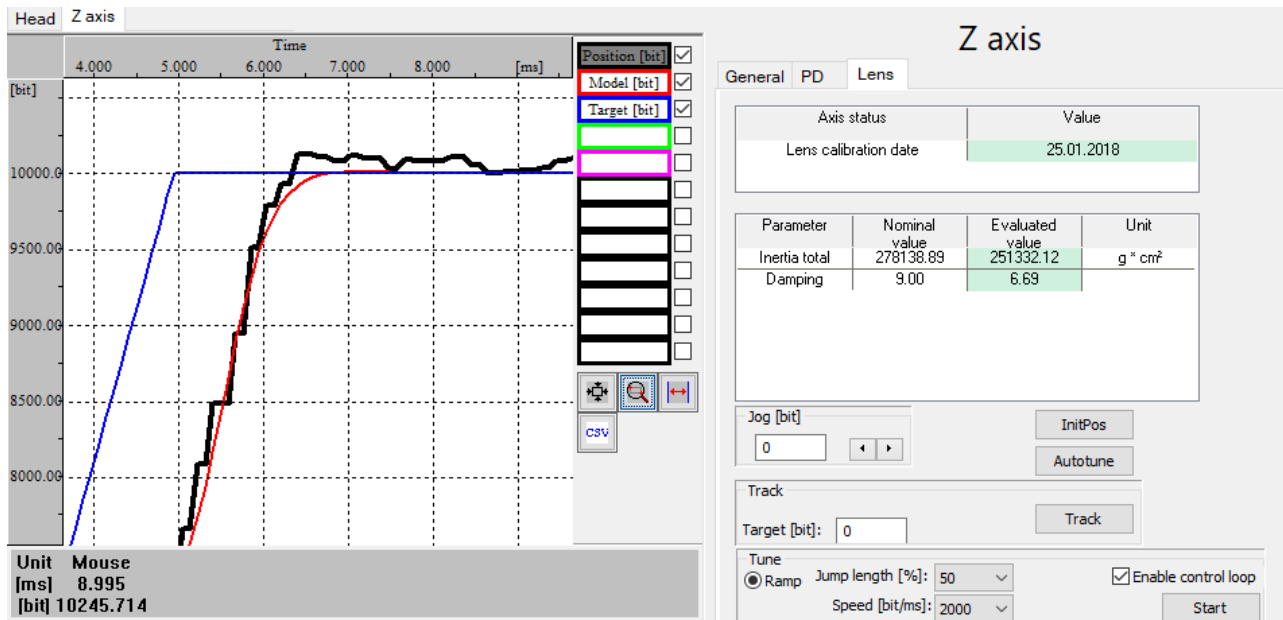 Head Z axis
Time
4.000 5.000 6.000 7.000 8.000 [ms]
[bit]
10000.0
9500.00
9000.00
8500.00
8000.00
Position [bit]
Model [bit]
Target [bit]
csv
Unit Mouse
[ms] 8.995
[bit] 10245.714
Z axis
General PD Lens
Axis status Value
Lens calibration date 25.01.2018
Parameter Nominal value Evaluated value Unit
Inertia total 278138.89 251332.12 g * cm²
Damping 9.00 6.69
Jog [bit]
0
InitPos
Autotune
Track
Target [bit]: 0 Track
Tune
Ramp Jump length [%]: 50 Enable control loop
Speed [bit/ms]: 2000 Start